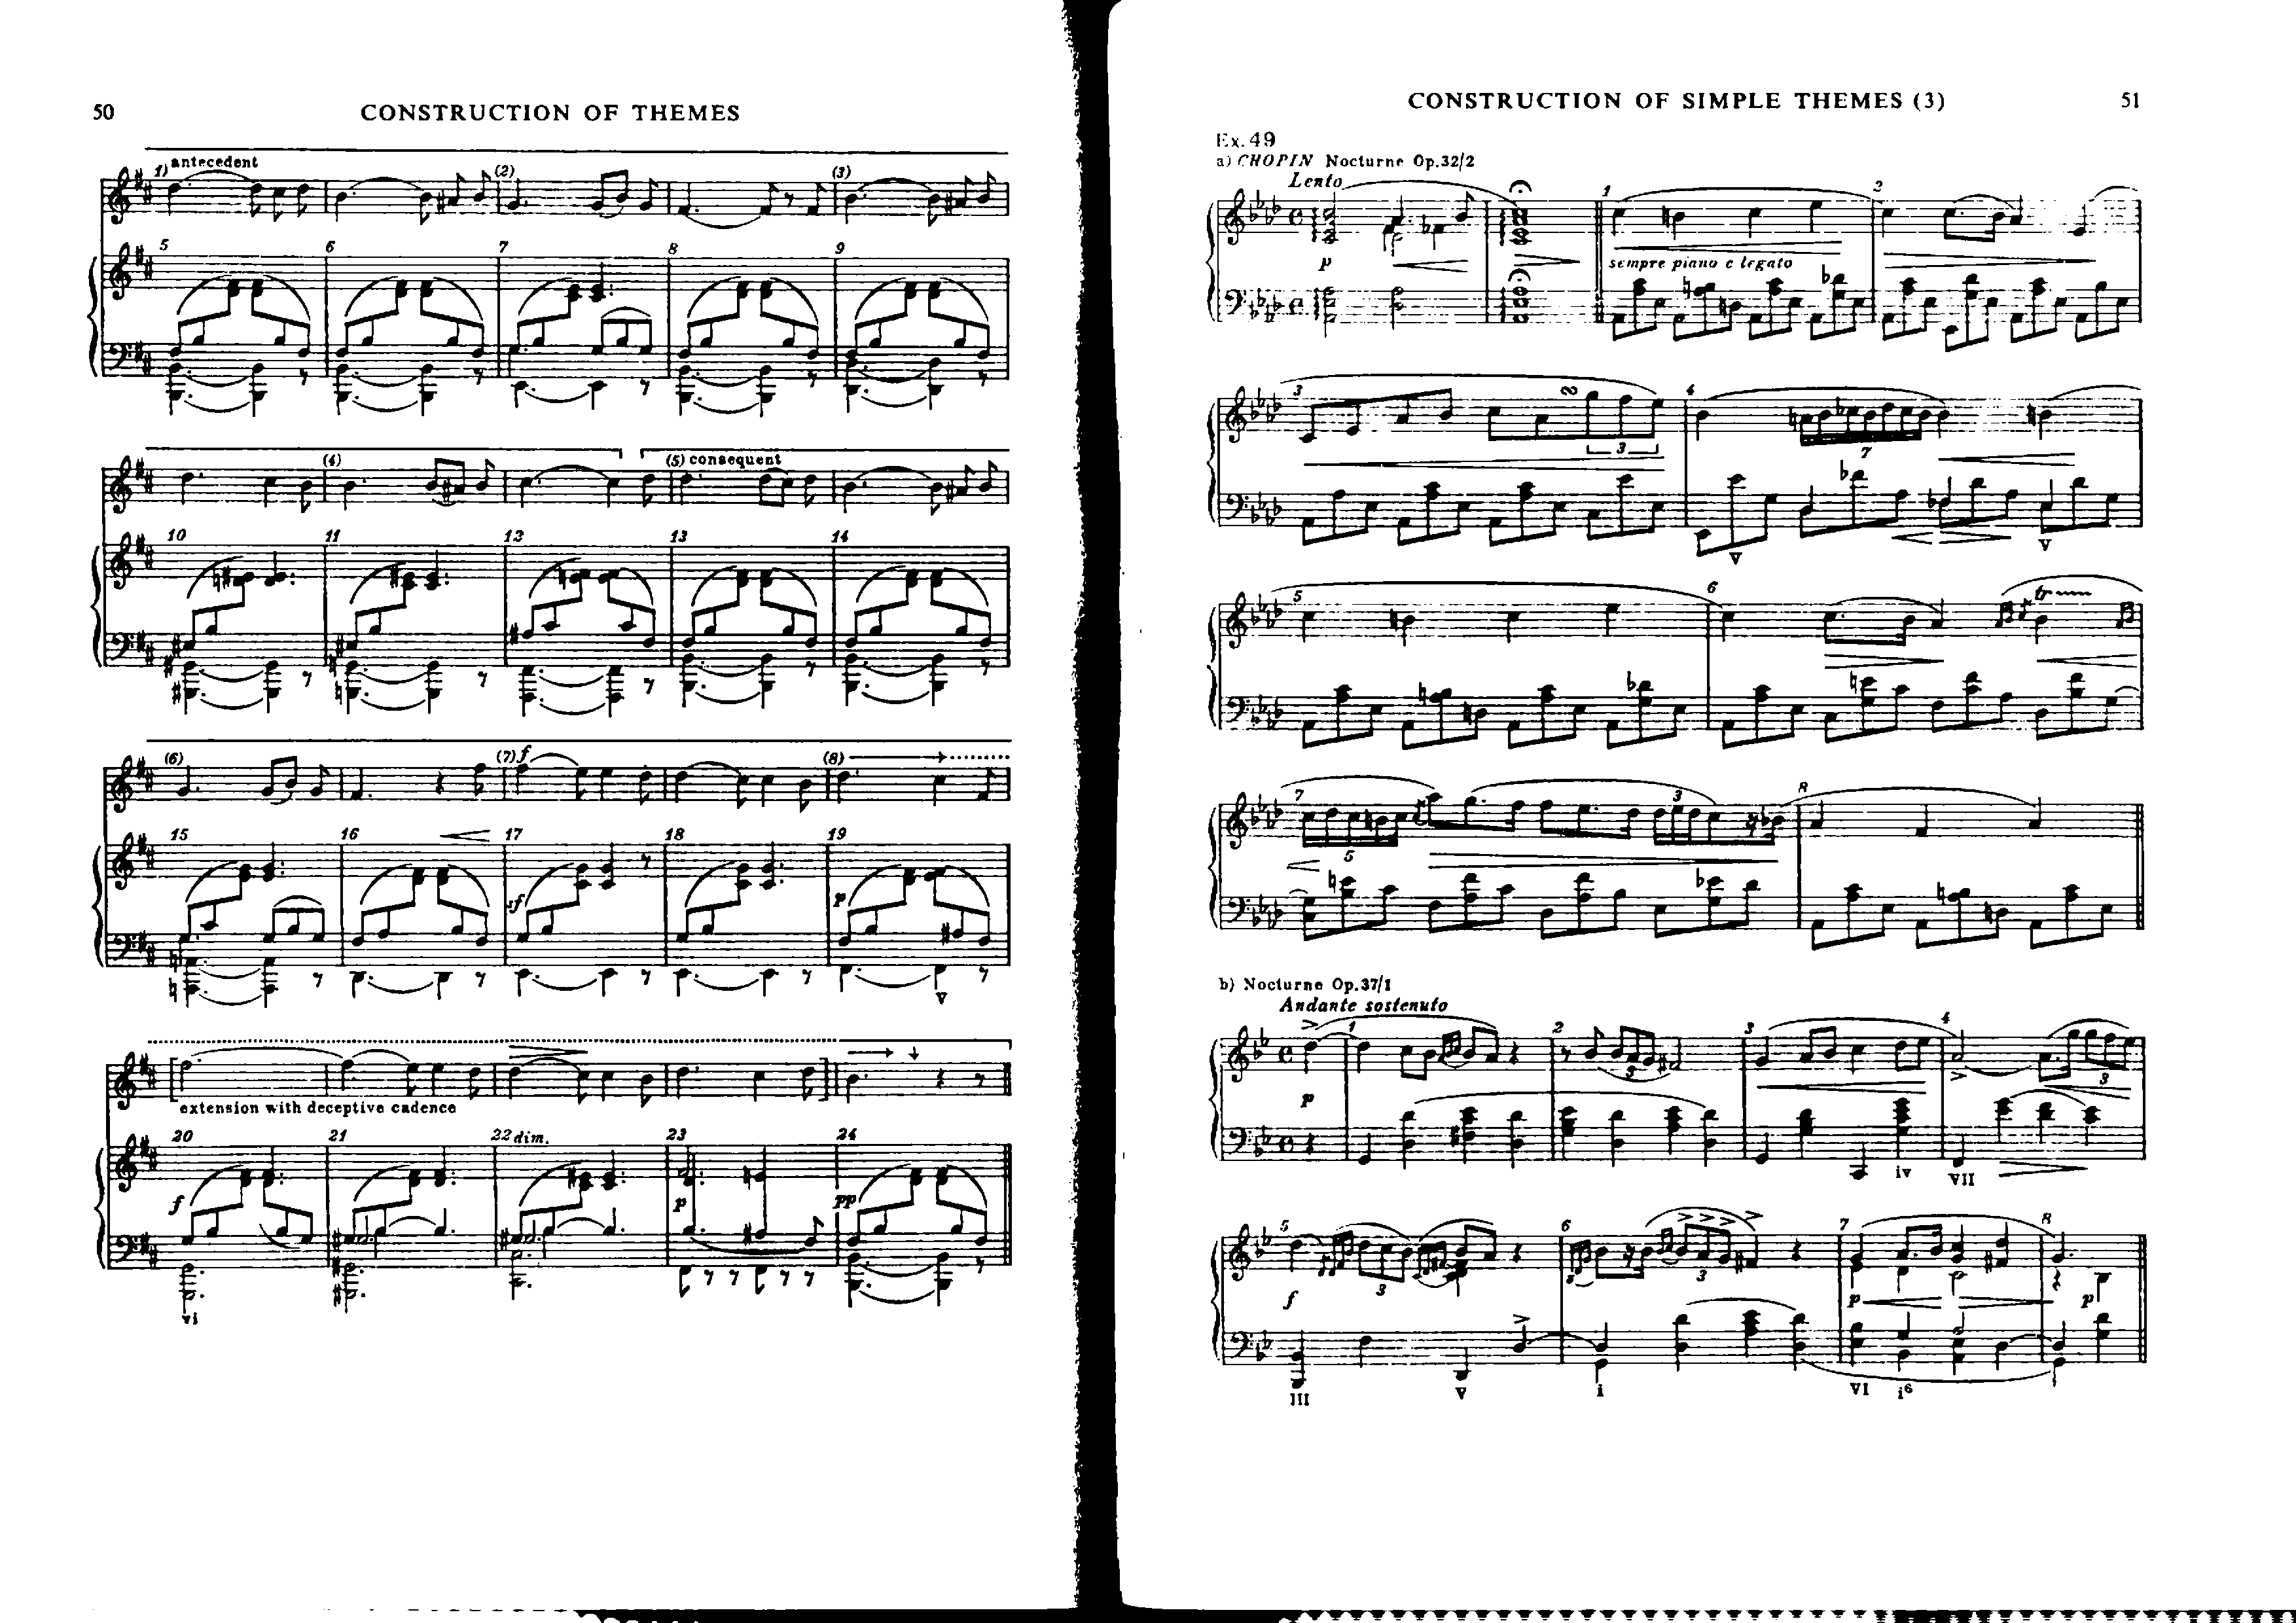 50 CONSTRUCTION OF THEMES
1) antecedent (2) (3)
5 6 7 8 9
(4) (5) consequent
10 11 12 13 14
(6) (7) f (8)
15 16 17 18 19
sf p
V
extension with deceptive cadence
20 21 22 dim. 23 24
f p pp
vi
CONSTRUCTION OF SIMPLE THEMES (3) 51
Ex. 49
a) CHOPIN Nocturne Op. 32/2
Lento
1 2
p sempre piano e legato
3 4
3 7
V V
5 6 tr
7 3 8
5
b) Nocturne Op. 37/1
Andante sostenuto
1 2 3 4
3 3
p
iv VII
5 6 7 8
3 3
f p p
III V i VI i6